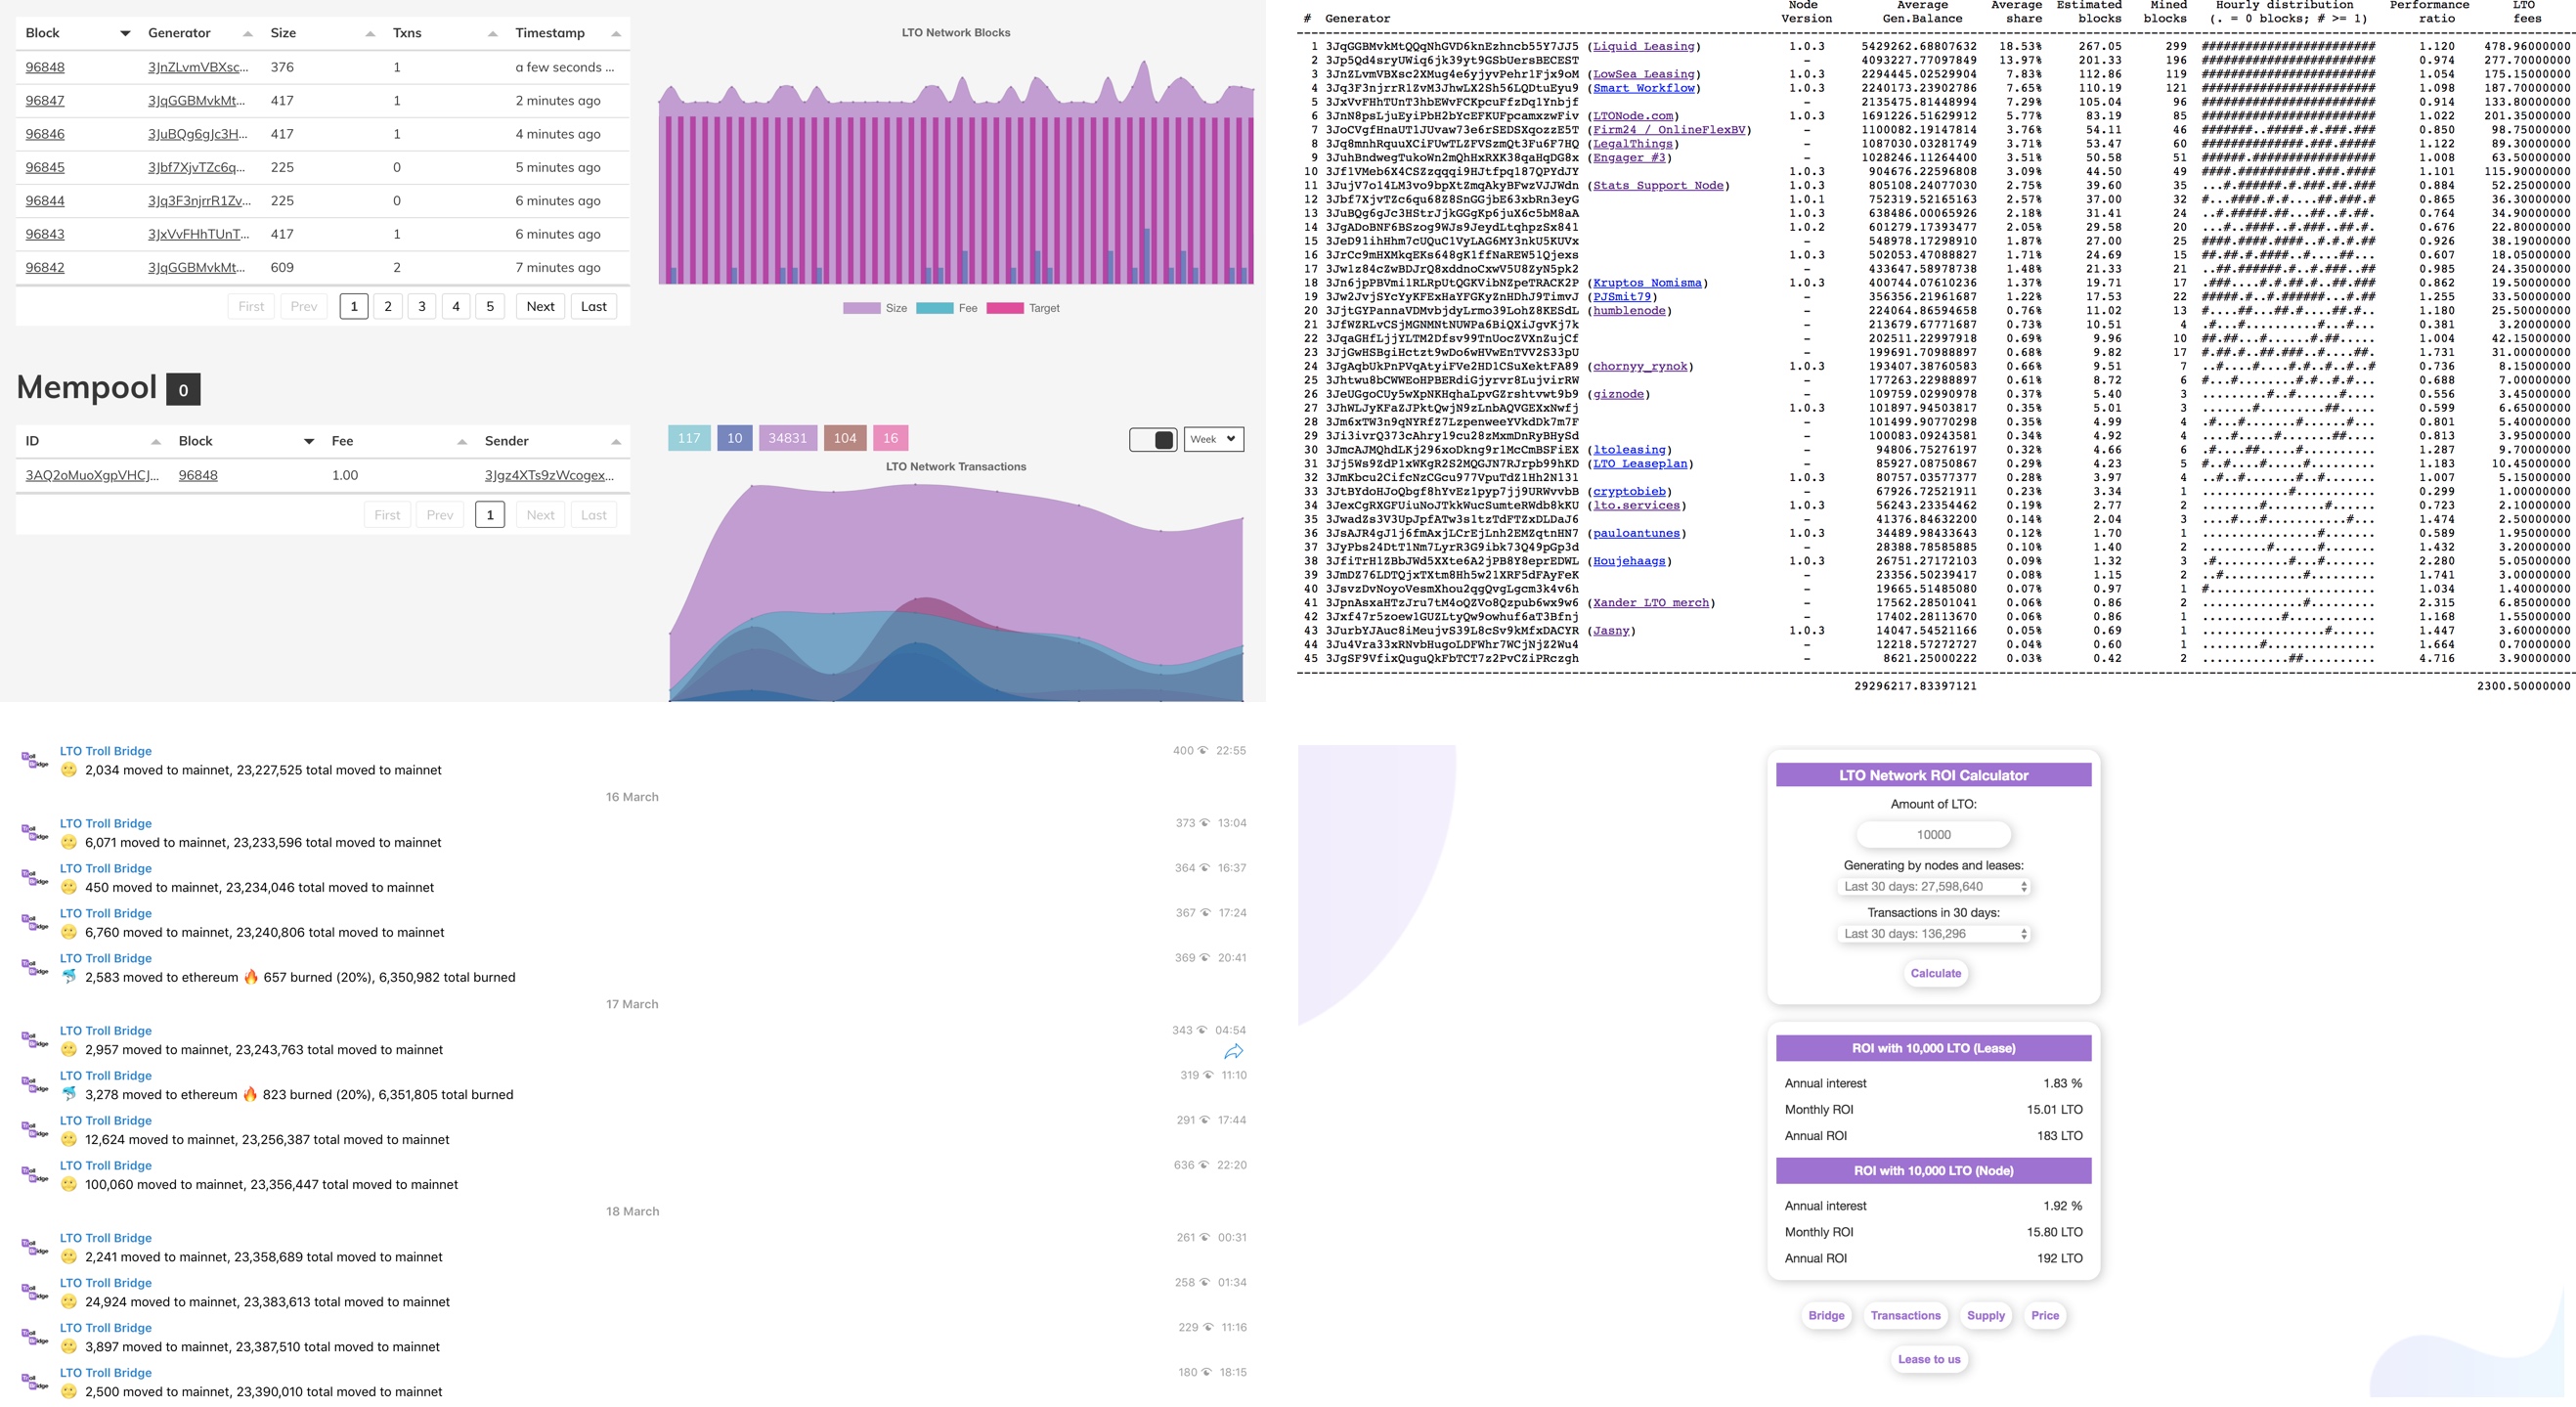 Block Generator Size Txns Timestamp
96848 3JnZLvmVBXsc... 376 1 a few seconds ...
96847 3JqGGBMvkMt... 417 1 2 minutes ago
96846 3JuBQg6gJc3H... 417 1 4 minutes ago
96845 3Jbf7XjvTZc6q... 225 0 5 minutes ago
96844 3Jq3F3njrrR1Zv... 225 0 6 minutes ago
96843 3JxVvFHhTUnT... 417 1 6 minutes ago
96842 3JqGGBMvkMt... 609 2 7 minutes ago
First Prev 1 2 3 4 5 Next Last
LTO Network Blocks
Size Fee Target
Mempool 0
ID Block Fee Sender
3AQ2oMuoXgpVHCJ... 96848 1.00 3Jgz4XTs9zWcogex...
First Prev 1 Next Last
117 10 34831 104 16 Week
LTO Network Transactions
Node Average Average Estimated Mined Hourly distribution Performance LTO
# Generator Version Gen.Balance share blocks blocks (. = 0 blocks; # >= 1) ratio fees
1 (Liquid Leasing) 1.0.3 5429262.68807632 18.53% 267.05 299 ######################## 1.120 478.96000000
2 - 4093227.77097849 13.97% 201.33 196 ######################## 0.974 277.70000000
3 (LowSea Leasing) 1.0.3 2294445.02529904 7.83% 112.86 119 ######################## 1.054 175.15000000
4 (Smart Workflow) 1.0.3 2240173.23902786 7.65% 110.19 121 ######################## 1.098 187.70000000
5 - 2135475.81448994 7.29% 105.04 96 ######################## 0.914 133.80000000
6 (LTONode.com) 1.0.3 1691226.51629912 5.77% 83.19 85 ######################## 1.022 201.35000000
7 (Firm24 / OnlineFlexBV) - 1100082.19147814 3.76% 54.11 46 0.850 98.75000000
8 (LegalThings) - 1087030.03281749 3.71% 53.47 60 1.122 89.30000000
9 (Engager #3) - 1028246.11264400 3.51% 50.58 51 1.008 63.50000000
10 1.0.3 904676.22596808 3.09% 44.50 49 1.101 115.90000000
11 (Stats Support Node) 1.0.3 805108.24077030 2.75% 39.60 35 0.884 52.25000000
12 1.0.1 752319.52165163 2.57% 37.00 32 0.865 36.30000000
13 1.0.3 638486.00065926 2.18% 31.41 24 0.764 34.90000000
14 1.0.2 601279.17393477 2.05% 29.58 20 0.676 22.80000000
15 - 548978.17298910 1.87% 27.00 25 0.926 38.19000000
16 1.0.3 502053.47088827 1.71% 24.69 15 0.607 18.05000000
17 - 433647.58978738 1.48% 21.33 21 0.985 24.35000000
18 (Kruptos Nomisma) 1.0.3 400744.07610236 1.37% 19.71 17 0.862 19.50000000
19 (PJSmit79) - 356356.21961687 1.22% 17.53 22 1.255 33.50000000
20 (humblenode) - 224064.86594658 0.76% 11.02 13 1.180 25.50000000
21 - 213679.67771687 0.73% 10.51 4 0.381 3.20000000
22 - 202511.22997918 0.69% 9.96 10 1.004 42.15000000
23 - 199691.70988897 0.68% 9.82 17 1.731 31.00000000
24 (chornyy_rynok) 1.0.3 193407.38760583 0.66% 9.51 7 0.736 8.15000000
25 - 177263.22988897 0.61% 8.72 6 0.688 7.00000000
26 (giznode) - 109759.02990978 0.37% 5.40 3 0.556 3.45000000
27 1.0.3 101897.94503817 0.35% 5.01 3 0.599 6.65000000
28 - 101499.90770298 0.35% 4.99 4 0.801 5.40000000
29 - 100083.09243581 0.34% 4.92 4 0.813 3.95000000
30 (ltoleasing) - 94806.75276197 0.32% 4.66 6 1.287 9.70000000
31 (LTO Leaseplan) - 85927.08750867 0.29% 4.23 5 1.183 10.45000000
32 1.0.3 80757.03577377 0.28% 3.97 4 1.007 5.15000000
33 (cryptobieb) - 67926.72521911 0.23% 3.34 1 0.299 1.00000000
34 (lto.services) 1.0.3 56243.23354462 0.19% 2.77 2 0.723 2.10000000
35 - 41376.84632200 0.14% 2.04 3 1.474 2.50000000
36 (pauloantunes) 1.0.3 34489.98433643 0.12% 1.70 1 0.589 1.95000000
37 - 28388.78585885 0.10% 1.40 2 1.432 3.20000000
38 (Houjehaags) 1.0.3 26751.27172103 0.09% 1.32 3 2.280 5.05000000
39 - 23356.50239417 0.08% 1.15 2 1.741 3.00000000
40 - 19665.51485080 0.07% 0.97 1 1.034 1.40000000
41 (Xander LTO merch) - 17562.28501041 0.06% 0.86 2 2.315 6.85000000
42 - 17402.28113670 0.06% 0.86 1 1.168 1.55000000
43 (Jasny) 1.0.3 14047.54521166 0.05% 0.69 1 1.447 3.60000000
44 - 12218.57272727 0.04% 0.60 1 1.664 0.70000000
45 - 8621.25000222 0.03% 0.42 2 4.716 3.90000000
29296217.83397121 2300.50000000
LTO Troll Bridge 400 22:55
2,034 moved to mainnet, 23,227,525 total moved to mainnet
16 March
LTO Troll Bridge 373 13:04
6,071 moved to mainnet, 23,233,596 total moved to mainnet
LTO Troll Bridge 364 16:37
450 moved to mainnet, 23,234,046 total moved to mainnet
LTO Troll Bridge 367 17:24
6,760 moved to mainnet, 23,240,806 total moved to mainnet
LTO Troll Bridge 369 20:41
2,583 moved to ethereum 🔥 657 burned (20%), 6,350,982 total burned
17 March
LTO Troll Bridge 343 04:54
2,957 moved to mainnet, 23,243,763 total moved to mainnet
LTO Troll Bridge 319 11:10
3,278 moved to ethereum 🔥 823 burned (20%), 6,351,805 total burned
LTO Troll Bridge 291 17:44
12,624 moved to mainnet, 23,256,387 total moved to mainnet
LTO Troll Bridge 636 22:20
100,060 moved to mainnet, 23,356,447 total moved to mainnet
18 March
LTO Troll Bridge 261 00:31
2,241 moved to mainnet, 23,358,689 total moved to mainnet
LTO Troll Bridge 258 01:34
24,924 moved to mainnet, 23,383,613 total moved to mainnet
LTO Troll Bridge 229 11:16
3,897 moved to mainnet, 23,387,510 total moved to mainnet
LTO Troll Bridge 180 18:15
2,500 moved to mainnet, 23,390,010 total moved to mainnet
LTO Network ROI Calculator
Amount of LTO:
10000
Generating by nodes and leases:
Last 30 days: 27,598,640
Transactions in 30 days:
Last 30 days: 136,296
Calculate
ROI with 10,000 LTO (Lease)
Annual interest 1.83 %
Monthly ROI 15.01 LTO
Annual ROI 183 LTO
ROI with 10,000 LTO (Node)
Annual interest 1.92 %
Monthly ROI 15.80 LTO
Annual ROI 192 LTO
Bridge Transactions Supply Price
Lease to us